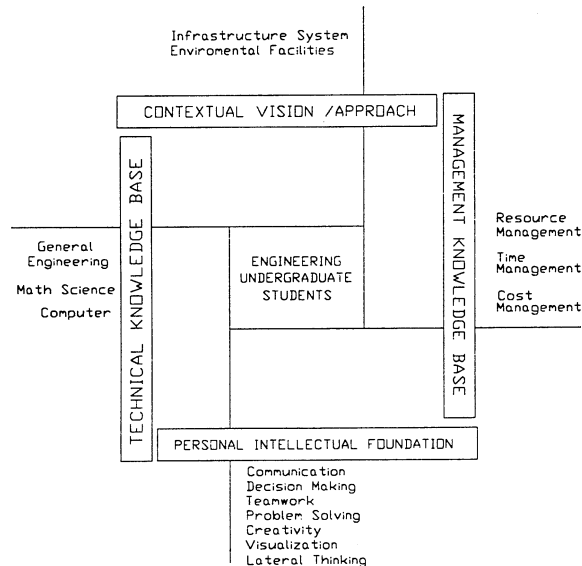 Infrastructure System
Enviromental Facilities
CONTEXTUAL VISION /APPROACH
MANAGEMENT KNOWLEDGE BASE
TECHNICAL KNOWLEDGE BASE
General
Engineering
Math Science
Computer
ENGINEERING
UNDERGRADUATE
STUDENTS
Resource
Management
Time
Management
Cost
Management
PERSONAL INTELLECTUAL FOUNDATION
Communication
Decision Making
Teamwork
Problem Solving
Creativity
Visualization
Lateral Thinking